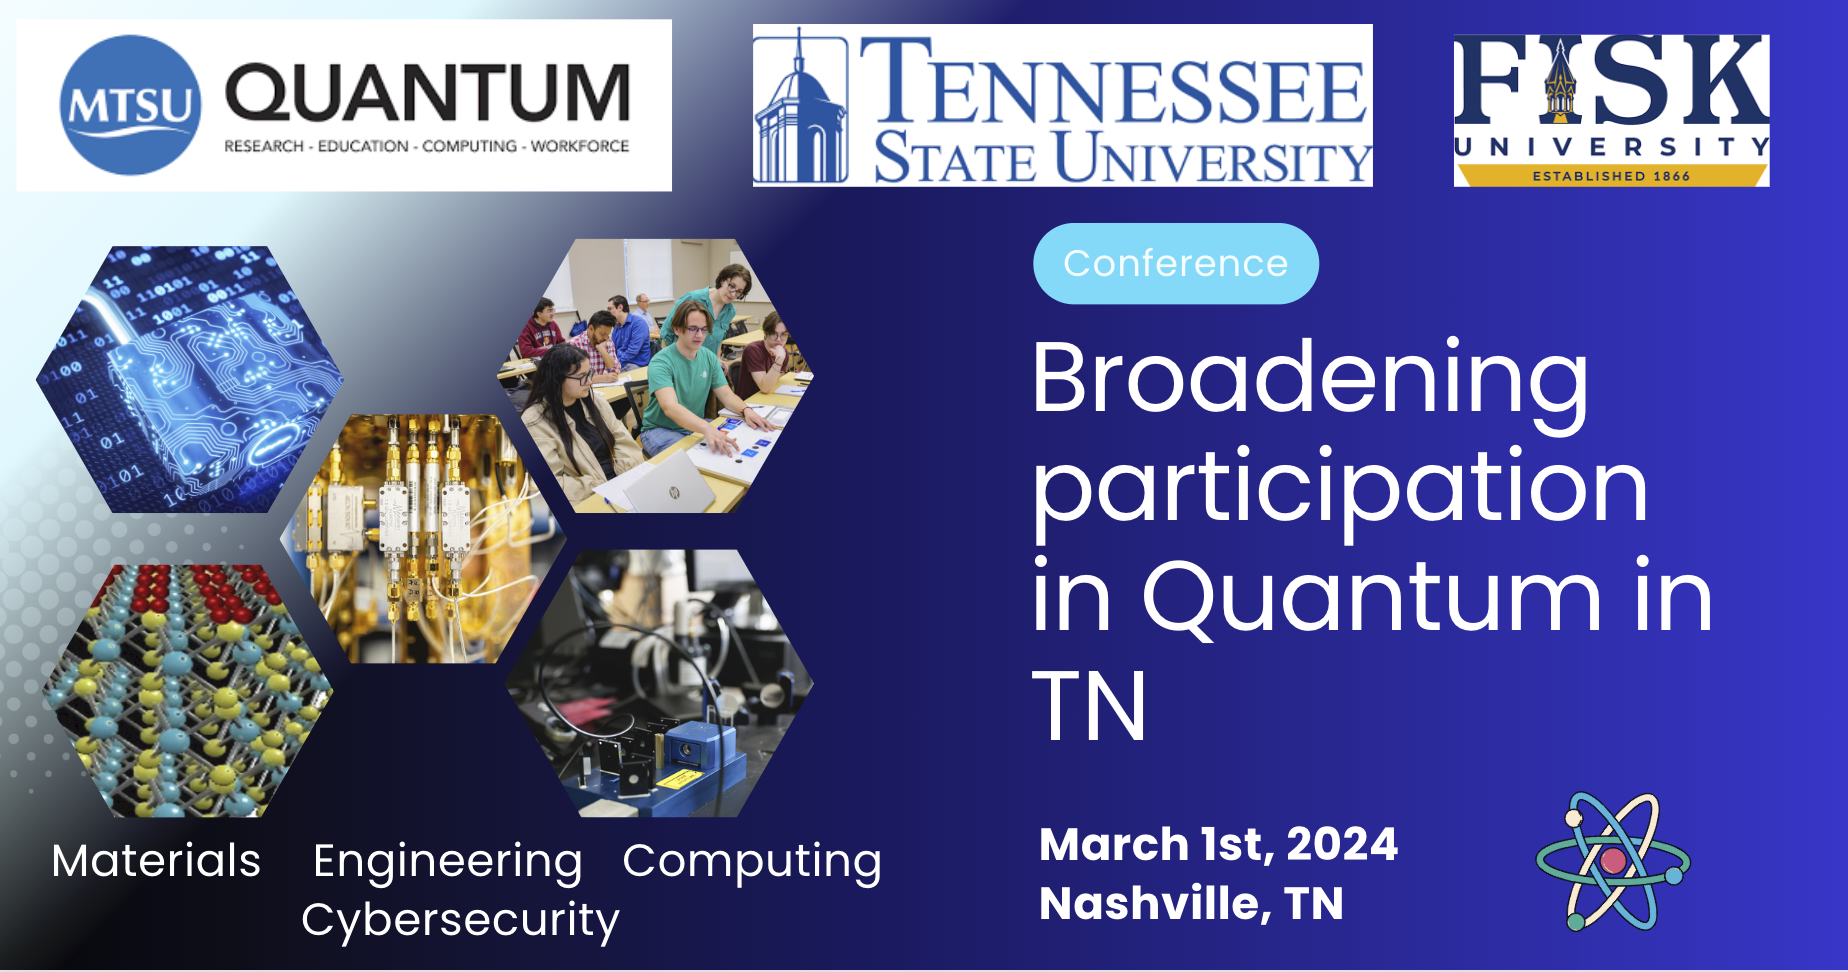 MTSU
QUANTUM
RESEARCH - EDUCATION - COMPUTING - WORKFORCE
TENNESSEE
STATE UNIVERSITY
FISK
UNIVERSITY
ESTABLISHED 1866
Conference
Broadening
participation
in Quantum in
TN
Materials
Engineering
Computing
Cybersecurity
March 1st, 2024
Nashville, TN